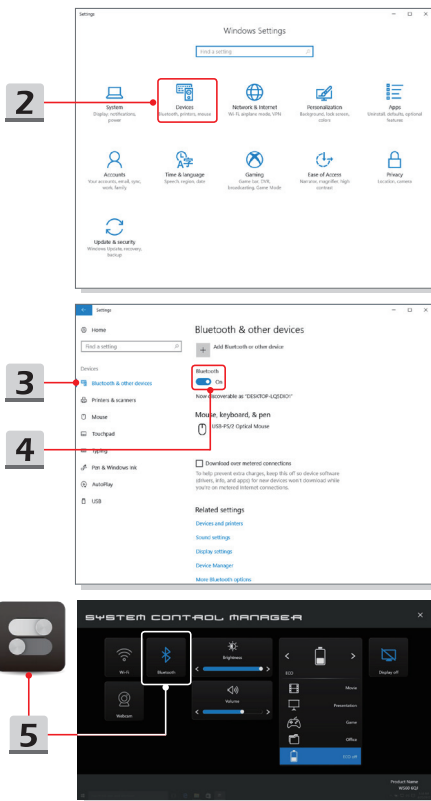 Settings
Windows Settings
Find a setting
2
System
Display, notifications,
power
Devices
Bluetooth, printers, mouse
Network & Internet
Wi-Fi, airplane mode, VPN
Personalization
Background, lock screen,
colors
Apps
Uninstall, defaults, optional
features
Accounts
Your accounts, email, sync,
work, family
Time & language
Speech, region, date
Gaming
Game bar, DVR,
broadcasting, Game Mode
Ease of Access
Narrator, magnifier, high
contrast
Privacy
Location, camera
Update & security
Windows Update, recovery,
backup
Settings
Home
Find a setting
Devices
3
Bluetooth & other devices
Printers & scanners
Mouse
4
Touchpad
Typing
Pen & Windows Ink
AutoPlay
USB
Bluetooth & other devices
Add Bluetooth or other device
Bluetooth
On
Now discoverable as "DESKTOP-LQSDIOI"
Mouse, keyboard, & pen
USB-PS/2 Optical Mouse
Download over metered connections
To help prevent extra charges, keep this off so device software
(drivers, info, and apps) for new devices won't download while
you're on metered Internet connections.
Related settings
Devices and printers
Sound settings
Display settings
Device Manager
More Bluetooth options
SYSTEM CONTROL MANAGER
Wi-Fi
Bluetooth
Brightness
ECO
Display off
Webcam
Volume
Movie
Presentation
Game
Office
ECO off
5
Product Name
WS60 6QJ